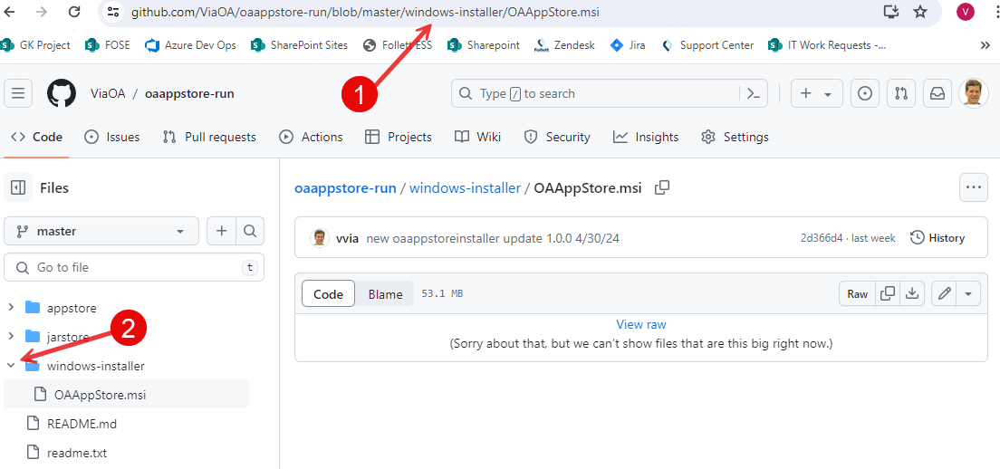 github.com/ViaOA/oaappstore-run/blob/master/windows-installer/OAAppStore.msi
V
GK Project FOSE Azure Dev Ops SharePoint Sites Follett ESS Sharepoint Zendesk Jira Support Center IT Work Requests -...
1
ViaOA / oaappstore-run
Type / to search
Code Issues Pull requests Actions Projects Wiki Security Insights Settings
Files
oaappstore-run / windows-installer / OAAppStore.msi
master
vvia new oaappstoreinstaller update 1.0.0 4/30/24
2d366d4 · last week History
Go to file t
Code Blame 53.1 MB Raw
appstore
View raw
2
jarstore
(Sorry about that, but we can't show files that are this big right now.)
windows-installer
OAAppStore.msi
README.md
readme.txt